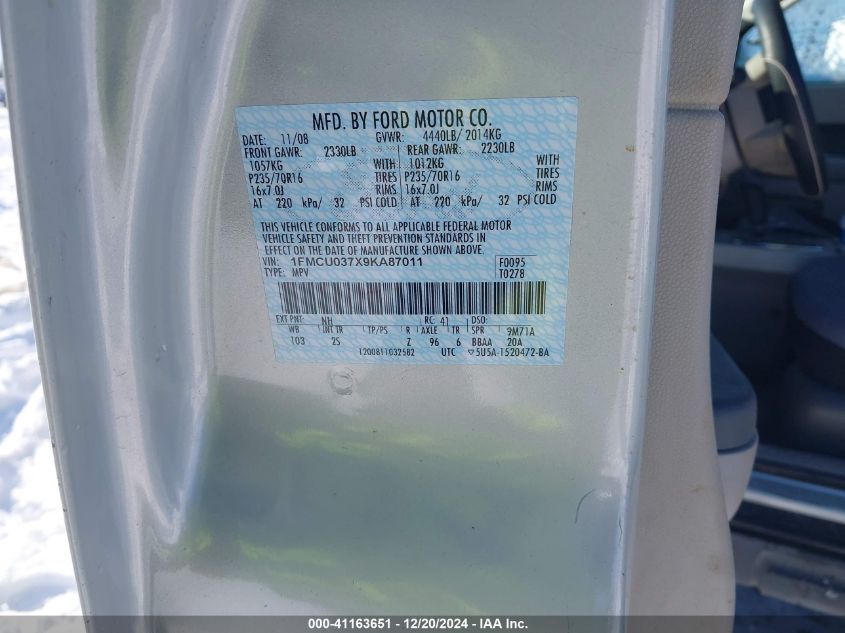 MFD. BY FORD MOTOR CO.
DATE: 11/08 GVWR: 4440LB/ 2014KG
FRONT GAWR: 2330LB REAR GAWR: 2230LB
1057KG WITH 1012KG WITH
P235/70R16 TIRES P235/70R16 TIRES
16x7.0J RIMS 16x7.0J RIMS
AT 220 kPa/ 32 PSI COLD AT 220 kPa/ 32 PSI COLD
THIS VEHICLE CONFORMS TO ALL APPLICABLE FEDERAL MOTOR
VEHICLE SAFETY AND THEFT PREVENTION STANDARDS IN
EFFECT ON THE DATE OF MANUFACTURE SHOWN ABOVE.
VIN: 1FMCU037X9KA87011 F0095
TYPE: MPV T0278
EXT PNT: NH RC: 41 DSO:
WB INT TR TP/PS R AXLE TR SPR 9M71A
103 2S Z 96 6 BBAA 20A
1200811032582 UTC ▽5U5A-1520472-BA
000-41163651 - 12/20/2024 - IAA Inc.